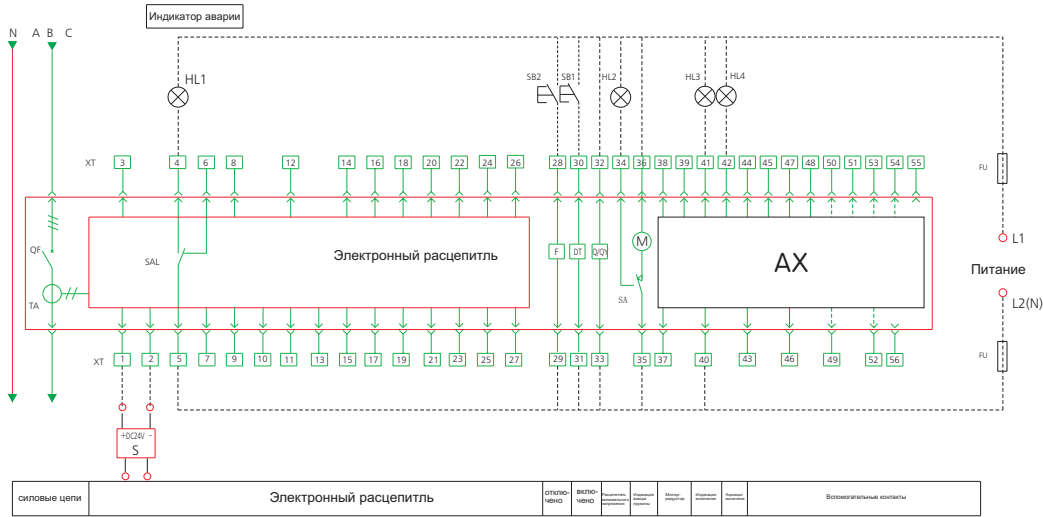 Индикатор аварии
N A B C
HL1
SB2 SB1 HL2 HL3 HL4
XT 3 4 6 8 12 14 16 18 20 22 24 26 28 30 32 34 36 38 39 41 42 44 45 47 48 50 51 53 54 55
FU
L1
QF
SAL
Электронный расцепитль
F DT Q/QY M
AX
Питание
SA
TA
L2(N)
XT 1 2 5 7 9 10 11 13 15 17 19 21 23 25 27 29 31 33 35 37 40 43 46 49 52 56
FU
+DC24V -
S
силовые цепи
Электронный расцепитль
отклю-
чено
вклю-
чено
Вспомогательные контакты